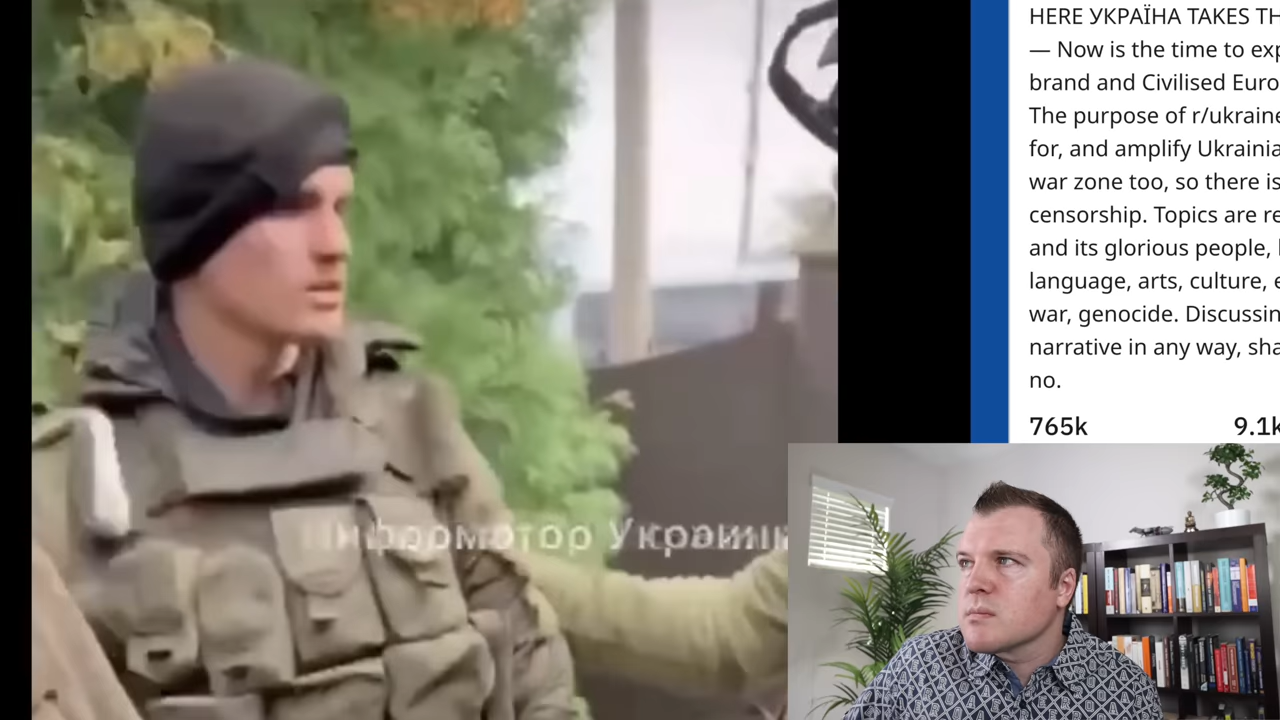 HERE УКРАЇНА TAKES TH
— Now is the time to exp
brand and Civilised Euro
The purpose of r/ukraine
for, and amplify Ukrainia
war zone too, so there is
censorship. Topics are re
and its glorious people, l
language, arts, culture, e
war, genocide. Discussin
narrative in any way, sha
no.
765k 9.1k
Информатор Украины